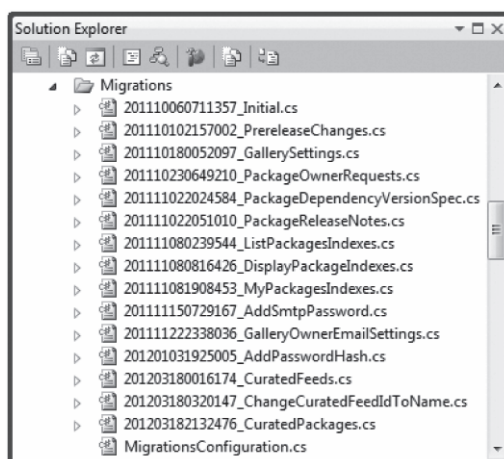 Solution Explorer
Migrations
201110060711357_Initial.cs
201110102157002_PrereleaseChanges.cs
201110180052097_GallerySettings.cs
201110230649210_PackageOwnerRequests.cs
201111022024584_PackageDependencyVersionSpec.cs
201111022051010_PackageReleaseNotes.cs
201111080239544_ListPackagesIndexes.cs
201111080816426_DisplayPackageIndexes.cs
201111081908453_MyPackagesIndexes.cs
201111150729167_AddSmtpPassword.cs
201111222338036_GalleryOwnerEmailSettings.cs
201201031925005_AddPasswordHash.cs
201203180016174_CuratedFeeds.cs
201203180320147_ChangeCuratedFeedIdToName.cs
201203182132476_CuratedPackages.cs
MigrationsConfiguration.cs